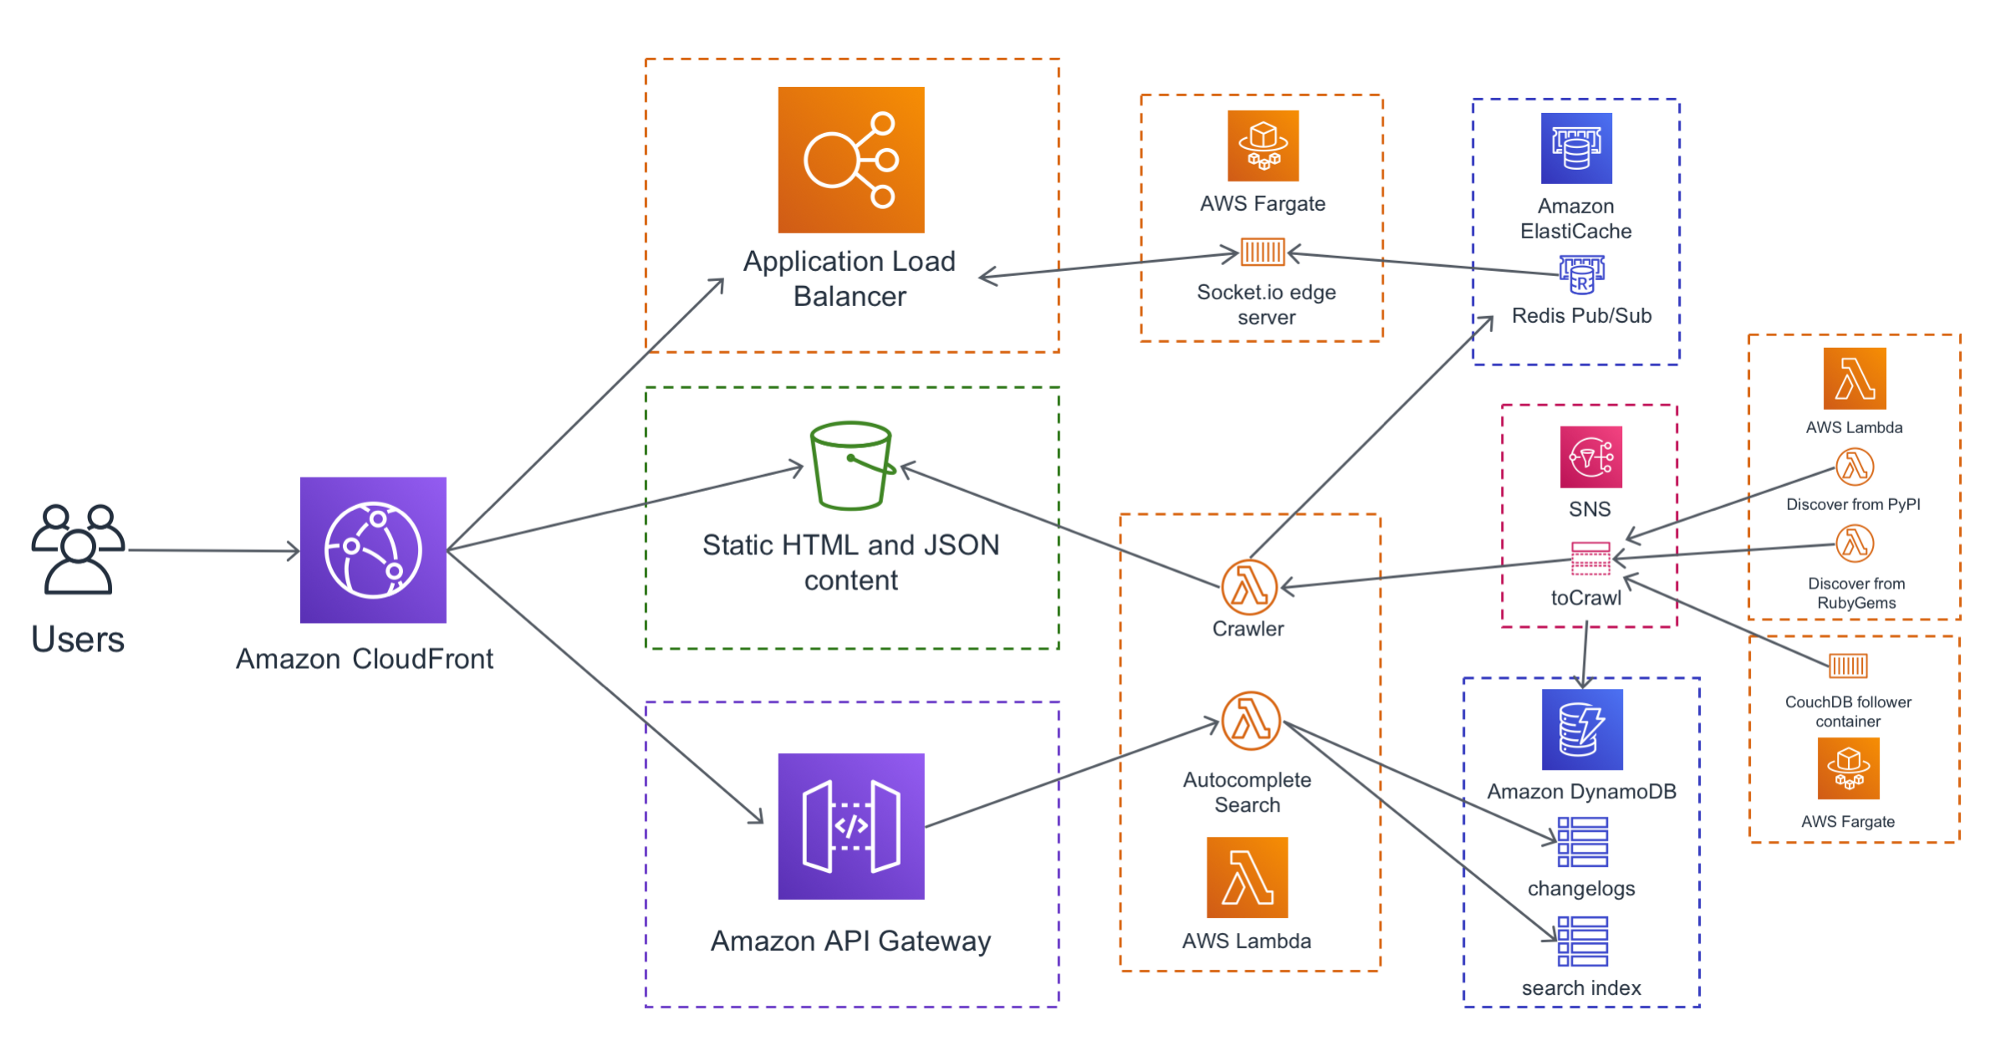 Users
Amazon CloudFront
Application Load
Balancer
Static HTML and JSON
content
Amazon API Gateway
AWS Fargate
Socket.io edge
server
Crawler
Autocomplete
Search
AWS Lambda
Amazon
ElastiCache
R
Redis Pub/Sub
SNS
toCrawl
Amazon DynamoDB
changelogs
search index
AWS Lambda
Discover from PyPI
Discover from
RubyGems
CouchDB follower
container
AWS Fargate